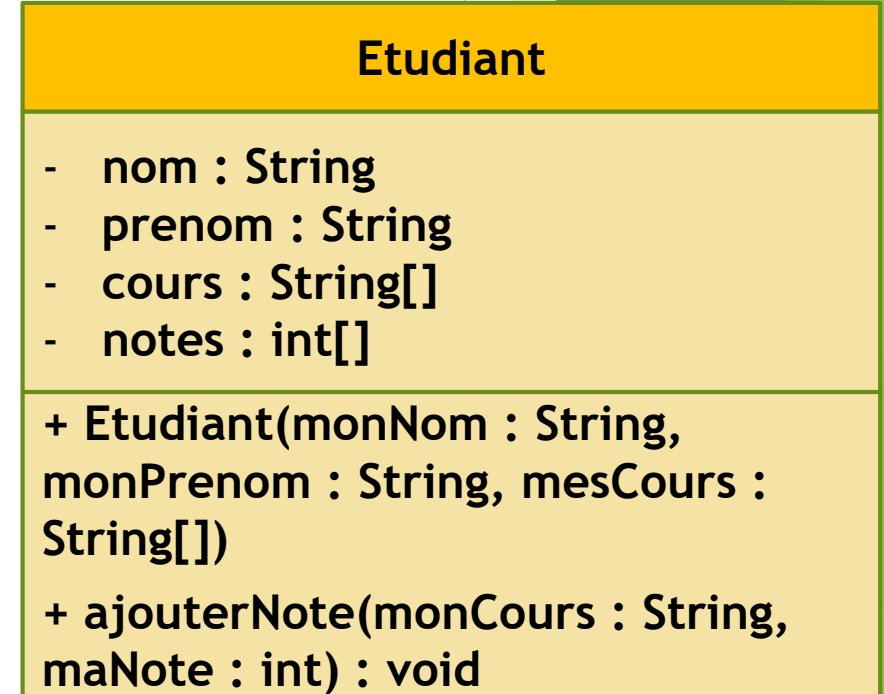 Etudiant
- nom : String
- prenom : String
- cours : String[]
- notes : int[]
+ Etudiant(monNom : String,
monPrenom : String, mesCours :
String[])
+ ajouterNote(monCours : String,
maNote : int) : void